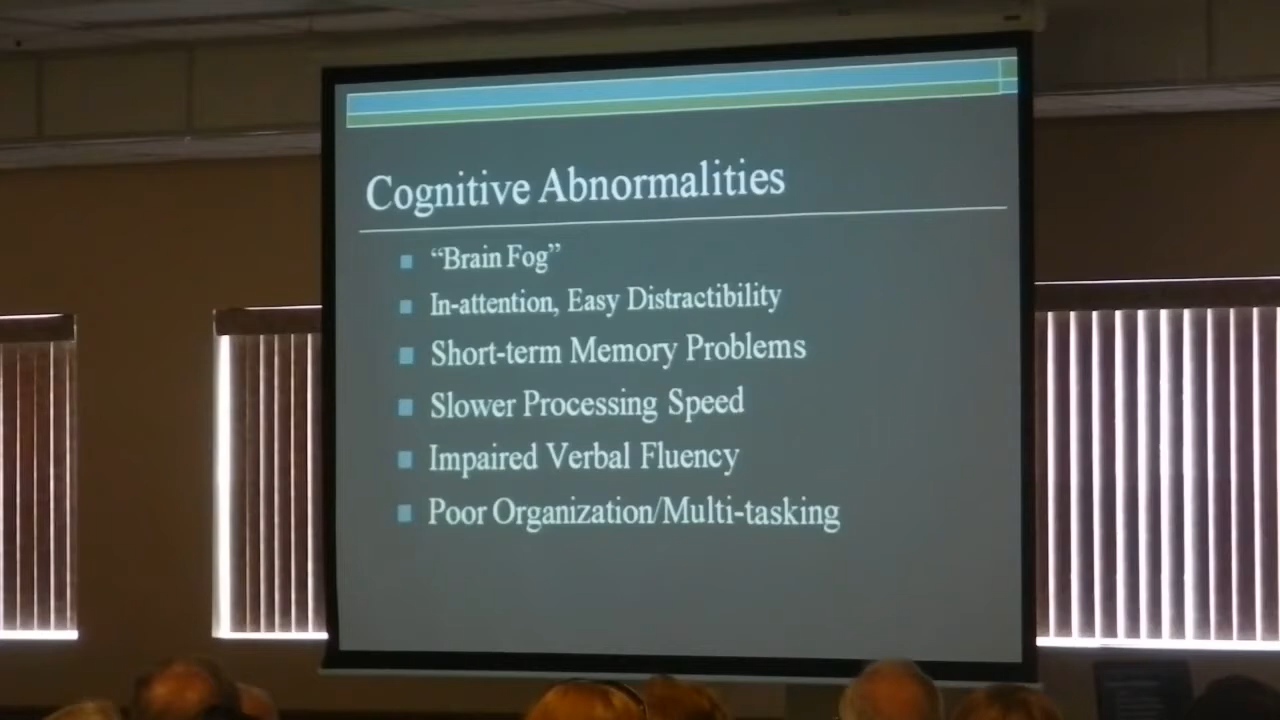 Cognitive Abnormalities
“Brain Fog”
In-attention, Easy Distractibility
Short-term Memory Problems
Slower Processing Speed
Impaired Verbal Fluency
Poor Organization/Multi-tasking